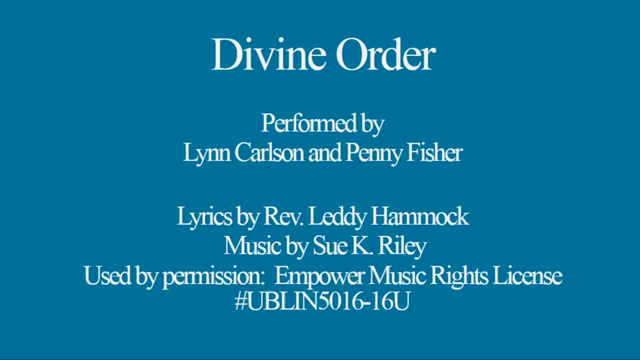 Divine Order
Performed by
Lynn Carlson and Penny Fisher
Lyrics by Rev. Leddy Hammock
Music by Sue K. Riley
Used by permission: Empower Music Rights License
#UBLIN5016-16U